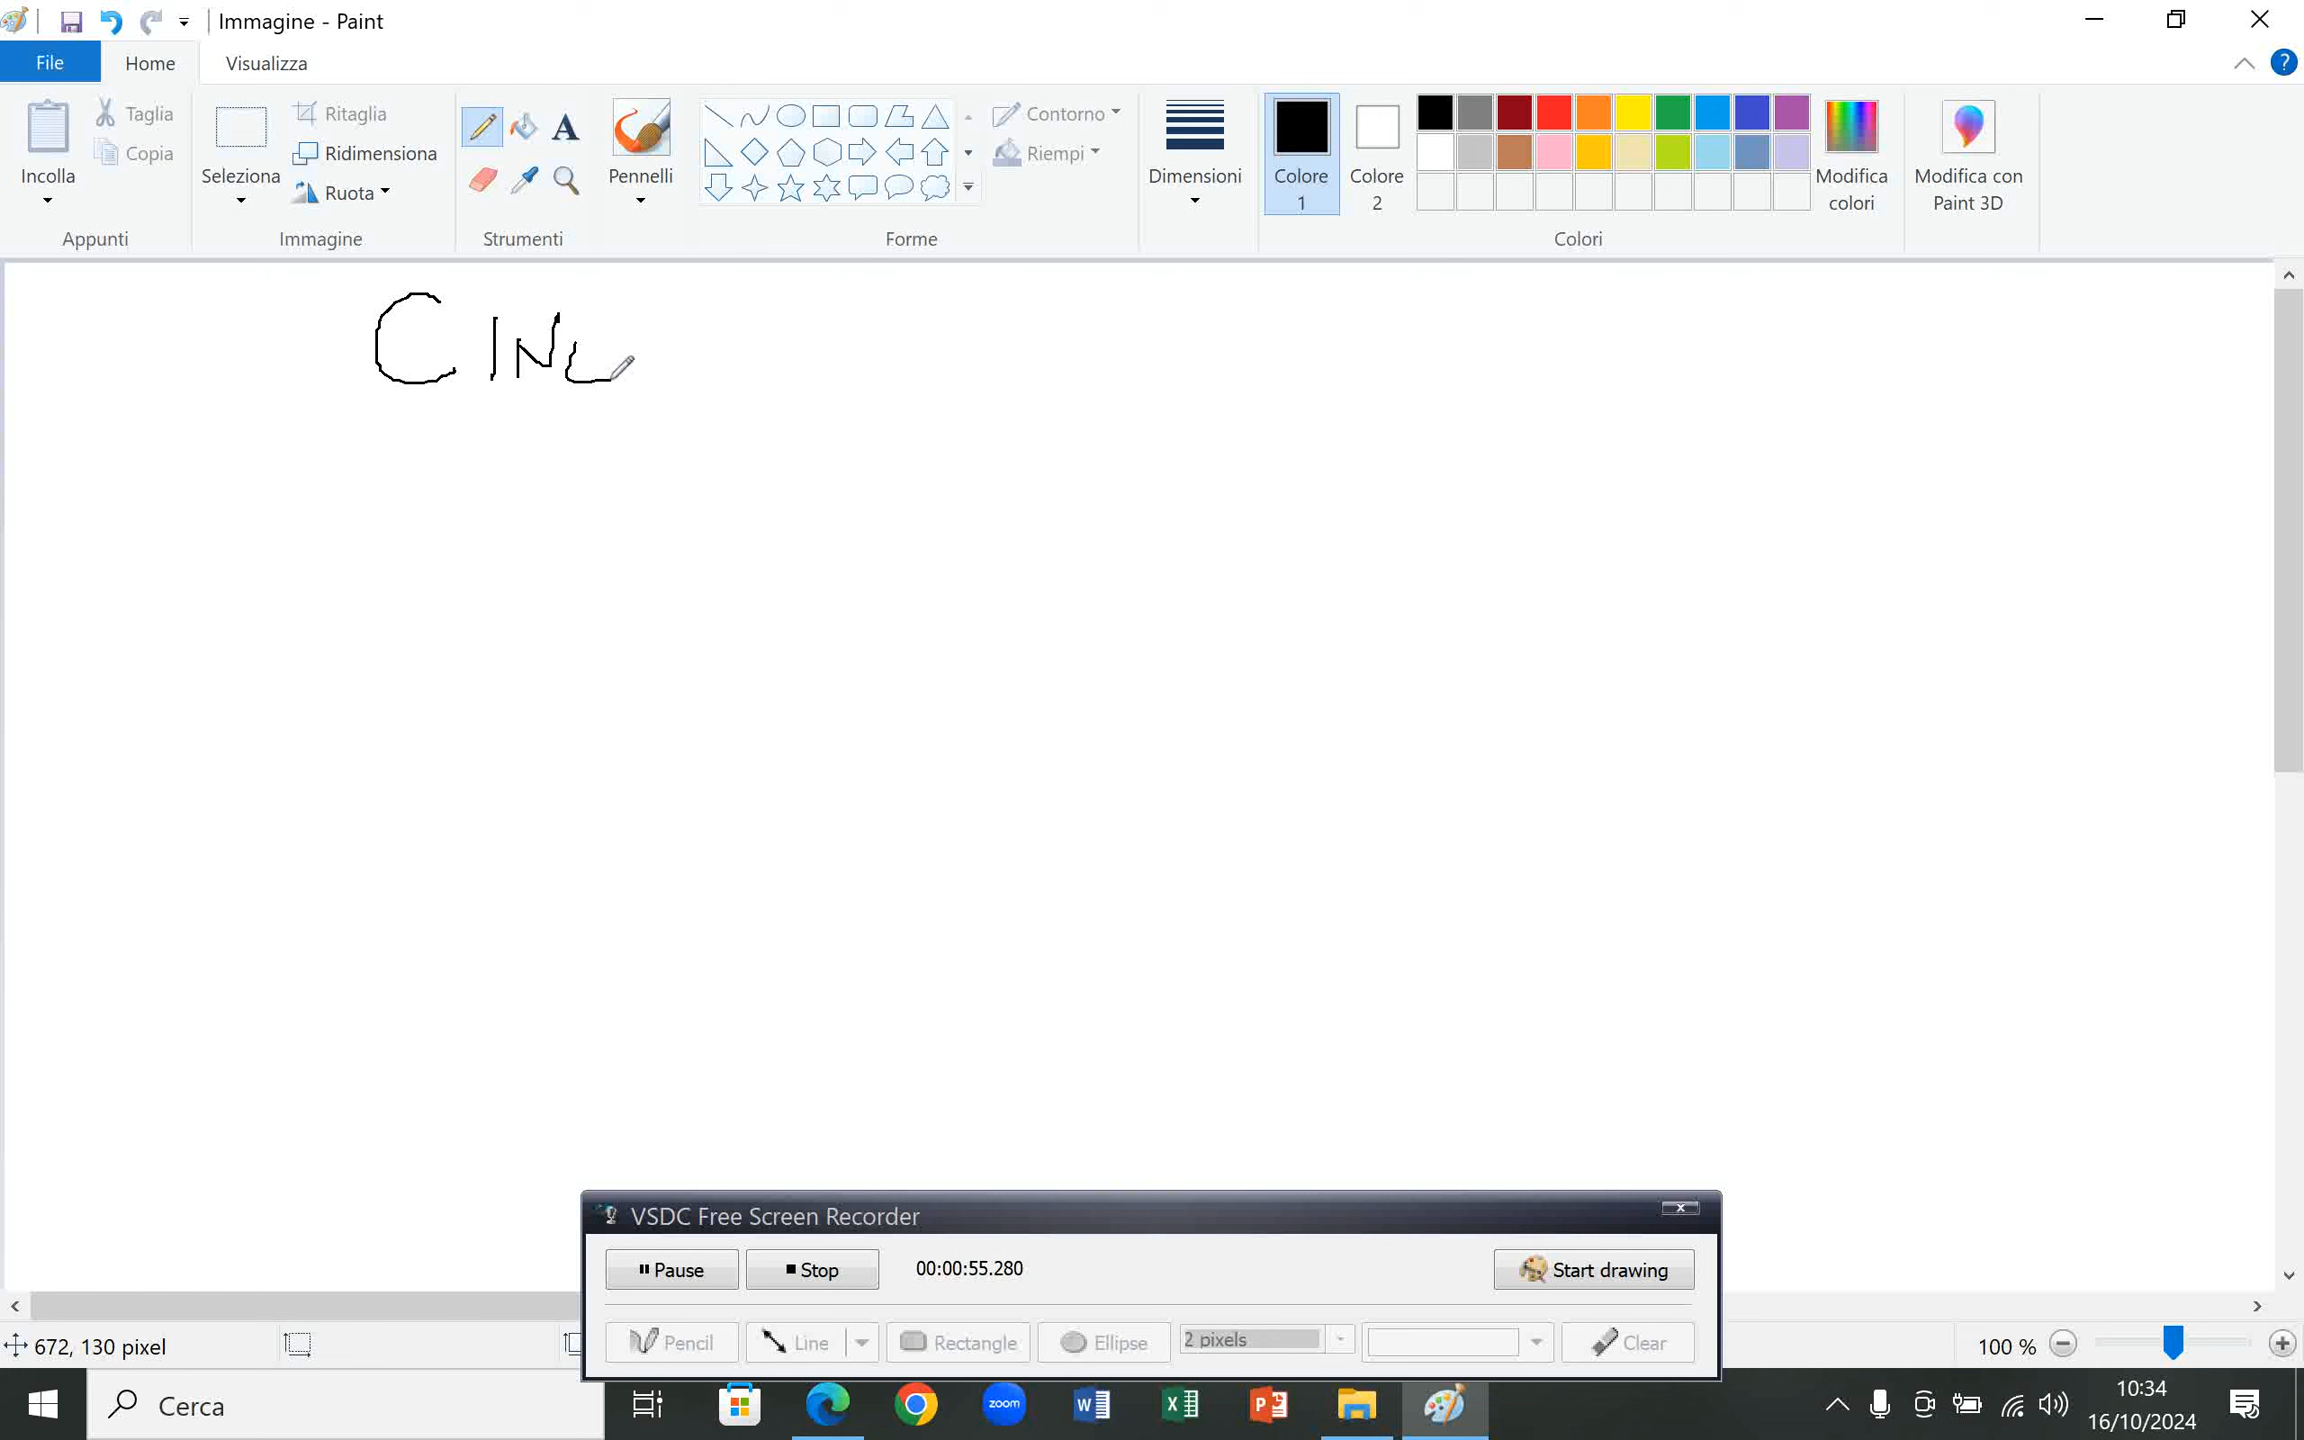 Immagine - Paint
File Home Visualizza
Incolla
Taglia
Copia
Appunti
Seleziona
Ritaglia
Ridimensiona
Ruota
Immagine
A
Strumenti
Pennelli
Forme
Contorno
Riempi
Dimensioni
Colore
1
Colore
2
Modifica
colori
Colori
Modifica con
Paint 3D
?
CINC
VSDC Free Screen Recorder
Pause Stop 00:00:55.280 Start drawing
Pencil Line Rectangle Ellipse 2 pixels Clear
672, 130 pixel
100 %
Cerca
zoom
W
X
P
10:34
16/10/2024